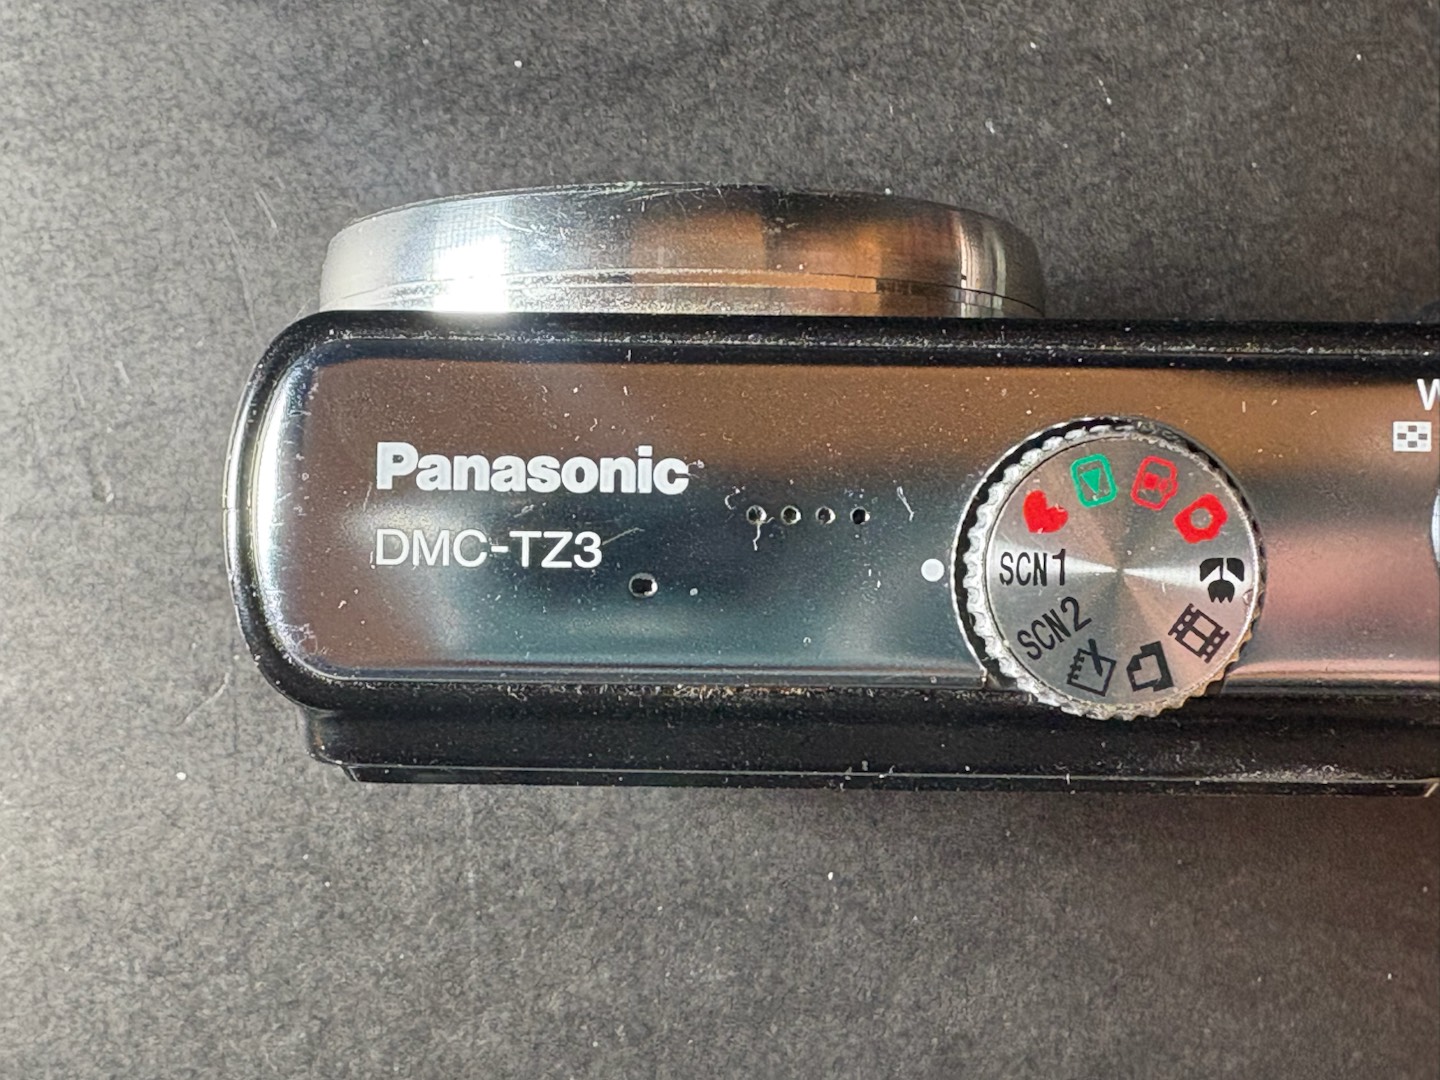 Panasonic
DMC-TZ3
SCN1
SCN2
W